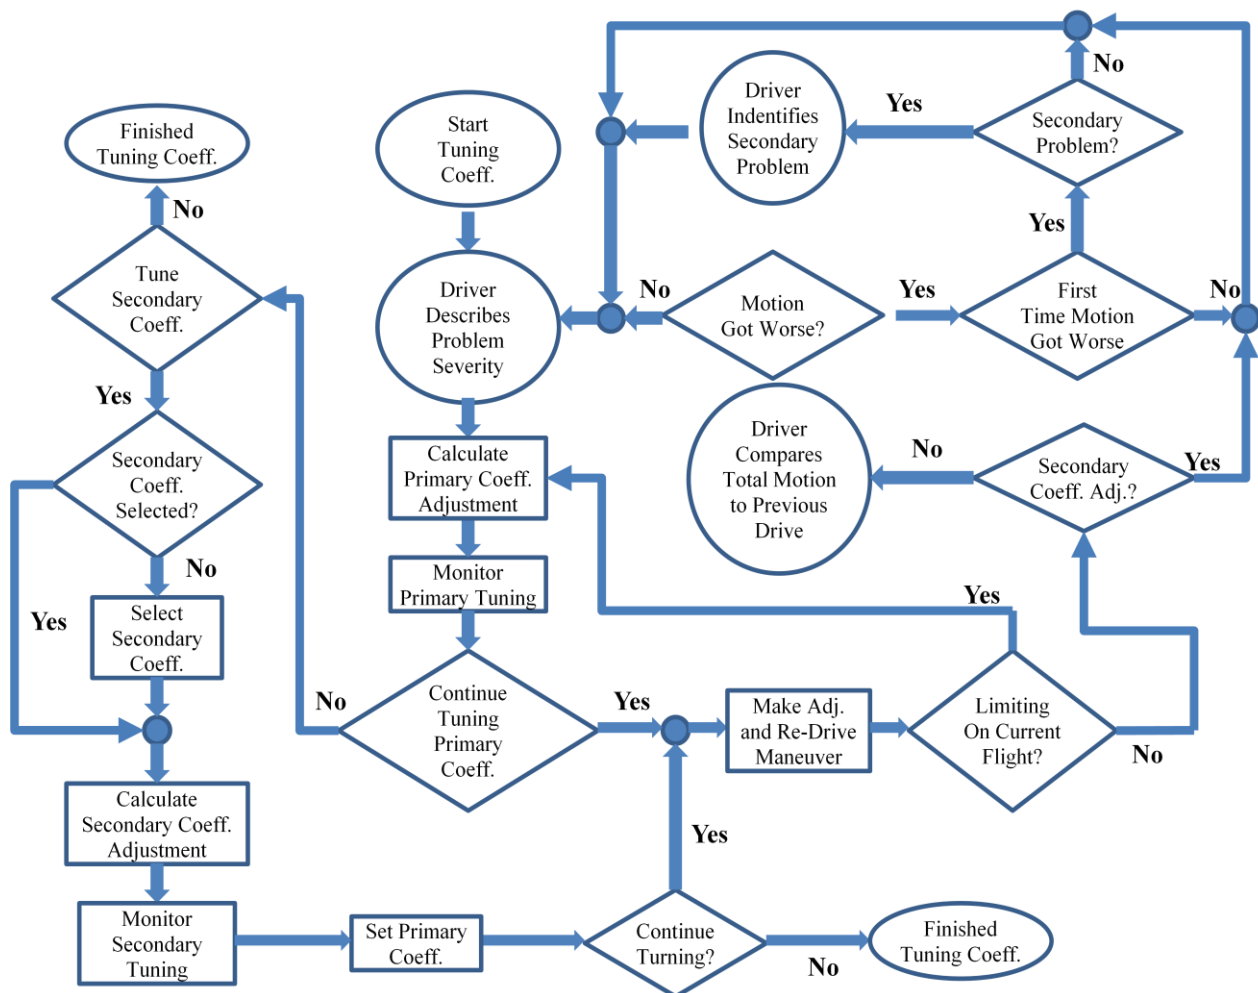 No
Driver
Indentifies
Secondary
Problem
Yes
Secondary
Problem?
Finished
Tuning Coeff.
Start
Tuning
Coeff.
No
Yes
Tune
Secondary
Coeff.
Driver
Describes
Problem
Severity
No
Motion
Got Worse?
Yes
First
Time Motion
Got Worse
No
Yes
Secondary
Coeff.
Selected?
Calculate
Primary Coeff.
Adjustment
Driver
Compares
Total Motion
to Previous
Drive
No
Secondary
Coeff. Adj.?
Yes
No
Monitor
Primary Tuning
Yes
Yes
Select
Secondary
Coeff.
No
Continue
Tuning
Primary
Coeff.
Yes
Make Adj.
and Re-Drive
Maneuver
Limiting
On Current
Flight?
No
Calculate
Secondary Coeff.
Adjustment
Yes
Monitor
Secondary
Tuning
Set Primary
Coeff.
Continue
Turning?
No
Finished
Tuning Coeff.